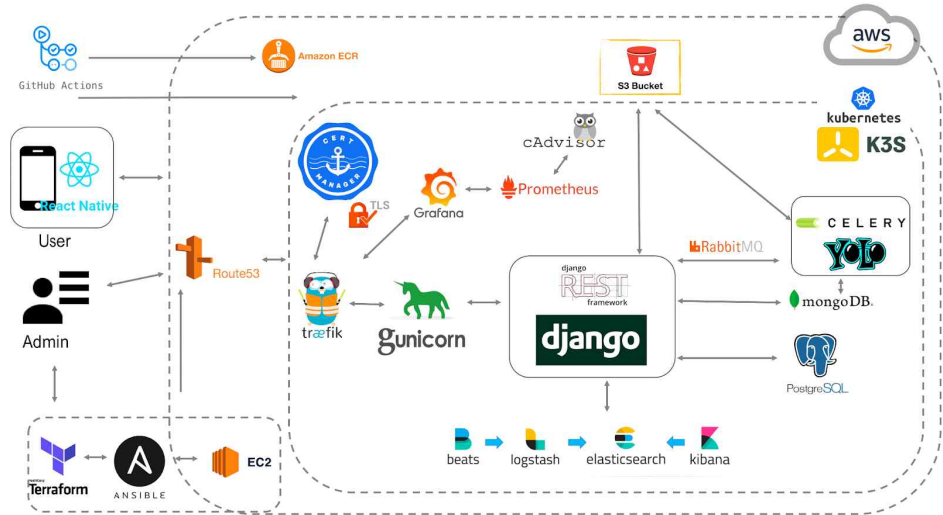 aws
Amazon ECR
GitHub Actions
S3 Bucket
kubernetes
K3S
cAdvisor
CERT
MANAGER
TLS
Grafana
Prometheus
React Native
User
CELERY
YOLO
RabbitMQ
Route53
django
REST
framework
mongoDB
træfik
gunicorn
django
Admin
PostgreSQL
beats
logstash
elasticsearch
kibana
Terraform
ANSIBLE
EC2